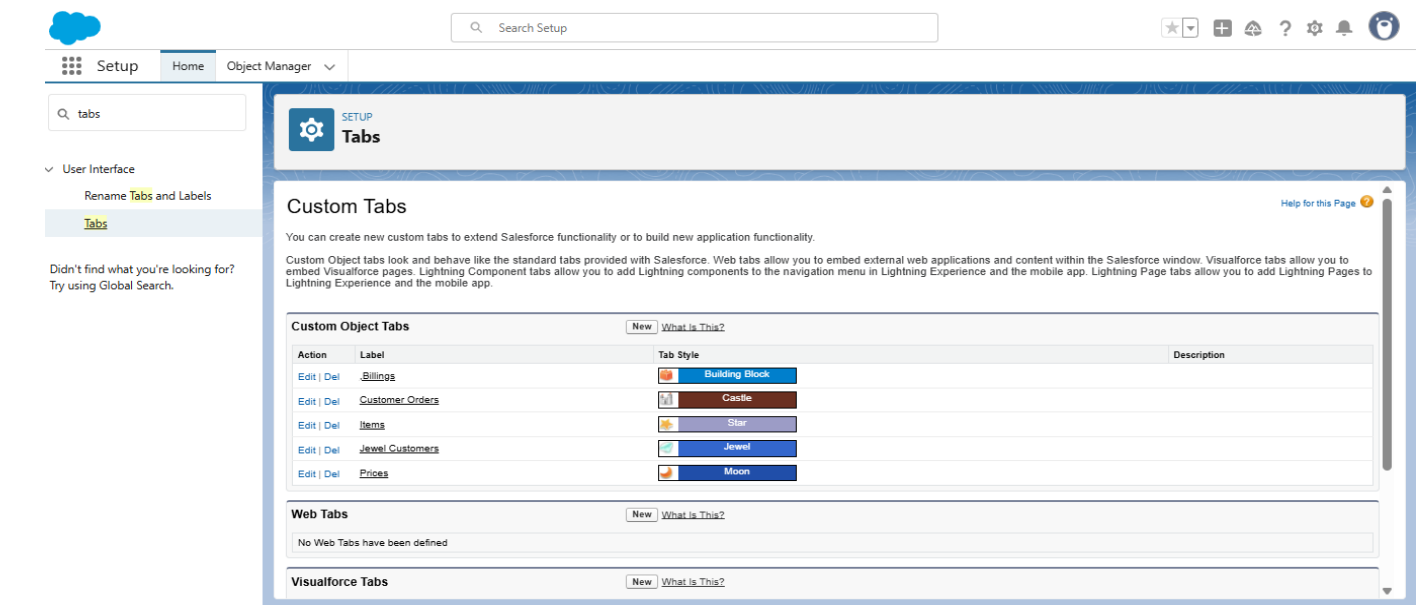 Search Setup
Setup
Home
Object Manager
tabs
User Interface
Rename Tabs and Labels
Tabs
Didn't find what you're looking for?
Try using Global Search.
SETUP
Tabs
Custom Tabs
Help for this Page
You can create new custom tabs to extend Salesforce functionality or to build new application functionality.
Custom Object tabs look and behave like the standard tabs provided with Salesforce. Web tabs allow you to embed external web applications and content within the Salesforce window. Visualforce tabs allow you to
embed Visualforce pages. Lightning Component tabs allow you to add Lightning components to the navigation menu in Lightning Experience and the mobile app. Lightning Page tabs allow you to add Lightning Pages to
Lightning Experience and the mobile app.
Custom Object Tabs New What Is This?
Action Label Tab Style Description
Edit | Del .Billings Building Block
Edit | Del Customer Orders Castle
Edit | Del Items Star
Edit | Del Jewel Customers Jewel
Edit | Del Prices Moon
Web Tabs New What Is This?
No Web Tabs have been defined
Visualforce Tabs New What Is This?